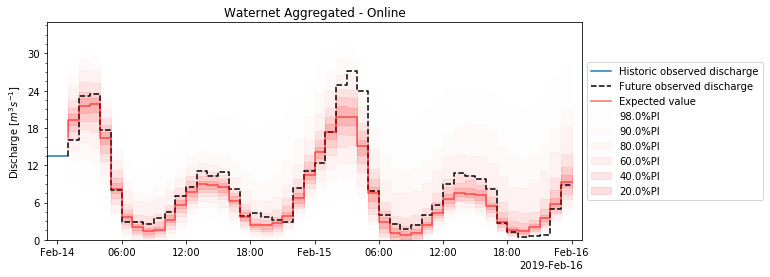 Waternet Aggregated - Online
Discharge [m³s⁻¹]
30
24
18
12
6
0
Feb-14
06:00
12:00
18:00
Feb-15
06:00
12:00
18:00
Feb-16
2019-Feb-16
Historic observed discharge
Future observed discharge
Expected value
98.0%PI
90.0%PI
80.0%PI
60.0%PI
40.0%PI
20.0%PI